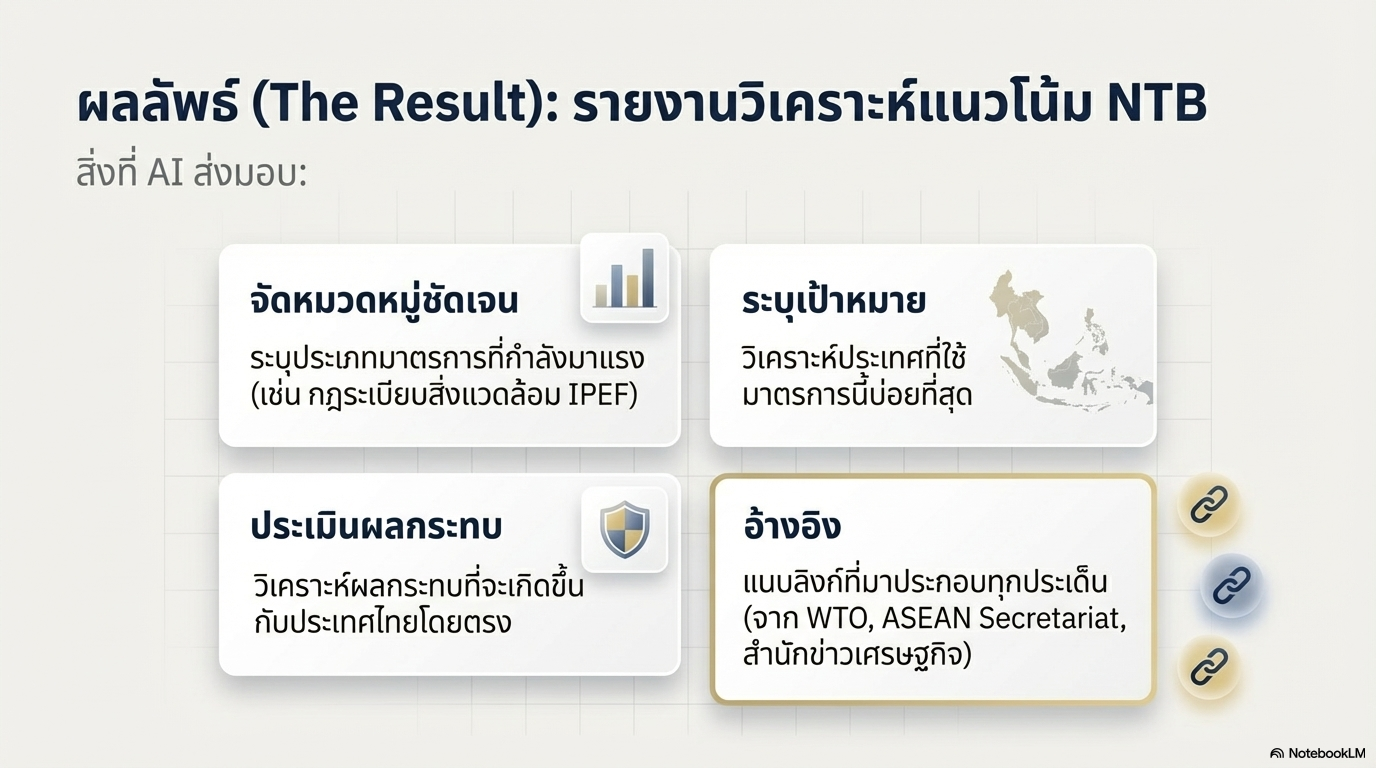 ผลลัพธ์ (The Result): รายงานวิเคราะห์แนวโน้ม NTB
สิ่งที่ AI ส่งมอบ:
จัดหมวดหมู่ชัดเจน
ระบุประเภทมาตรการที่กำลังมาแรง
(เช่น กฎระเบียบสิ่งแวดล้อม IPEF)
ระบุเป้าหมาย
วิเคราะห์ประเทศที่ใช้
มาตรการนี้บ่อยที่สุด
ประเมินผลกระทบ
วิเคราะห์ผลกระทบที่จะเกิดขึ้น
กับประเทศไทยโดยตรง
อ้างอิง
แนบลิงก์ที่มาประกอบทุกประเด็น
(จาก WTO, ASEAN Secretariat,
สำนักข่าวเศรษฐกิจ)
NotebookLM